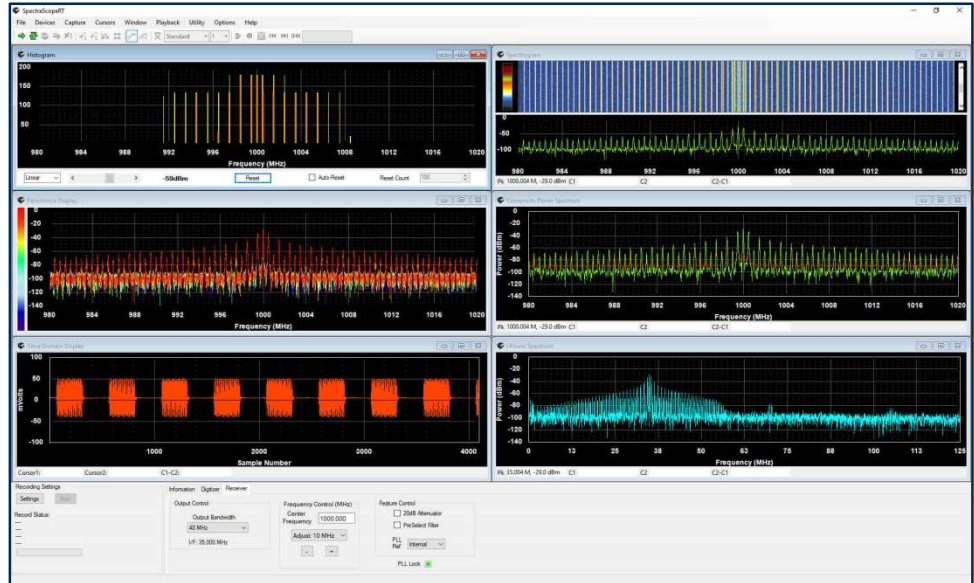 SpectraScopeRT
File Devices Capture Cursors Window Playback Utility Options Help
Standard 1
Histogram
200
150
100
50
980 984 988 992 996 1000 1004 1008 1012 1016 1020
Frequency (MHz)
Linear < > -59dBm Reset Auto-Reset Reset Count 100
Spectrogram
0
-50
-100
980 984 988 992 996 1000 1004 1008 1012 1016 1020
Frequency (MHz)
Pk: 1000.004 M, -29.0 dBm C1 C2 C2-C1
Persistence Display
0
-20
-40
-60
-80
-100
-120
-140
980 984 988 992 996 1000 1004 1008 1012 1016 1020
Frequency (MHz)
Composite Power Spectrum
Power (dBm)
0
-20
-40
-60
-80
-100
-120
-140
980 984 988 992 996 1000 1004 1008 1012 1016 1020
Frequency (MHz)
Pk: 1000.004 M, -29.0 dBm C1 C2 C2-C1
Time Domain Display
mVolts
100
50
0
-50
-100
1000 2000 3000 4000
Sample Number
Cursor1: Cursor2: C1-C2:
Power Spectrum
Power (dBm)
0
-20
-40
-60
-80
-100
-120
-140
0 13 25 38 50 63 75 88 100 113 125
Frequency (MHz)
Pk: 35.004 M, -29.0 dBm C1 C2 C2-C1
Recording Settings
Settings
Record Status:
Information Digitizer Receiver
Output Control
Output Bandwidth
40 MHz
I/F: 35.000 MHz
Frequency Control (MHz)
Center Frequency 1000.000
Adjust: 10 MHz
- +
Feature Control
20dB Attenuator
PreSelect Filter
PLL Ref Internal
PLL Lock